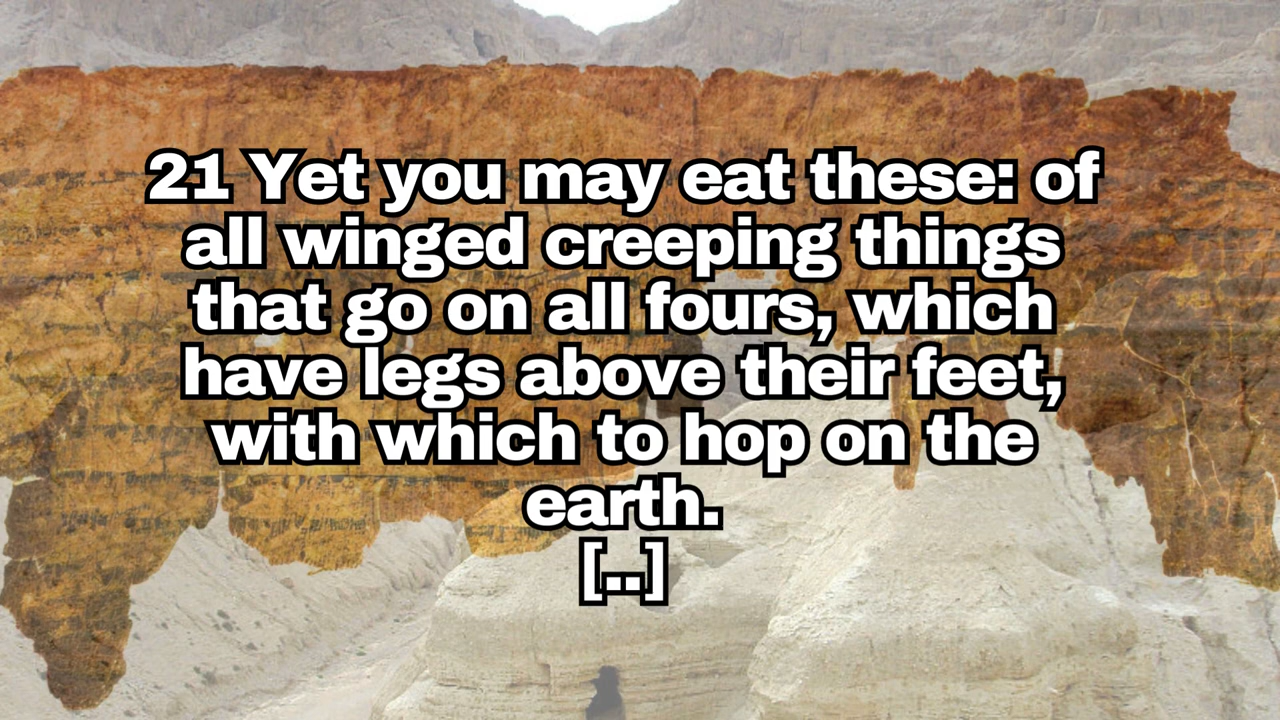 21 Yet you may eat these: of
all winged creeping things
that go on all fours, which
have legs above their feet,
with which to hop on the
earth.
[..]